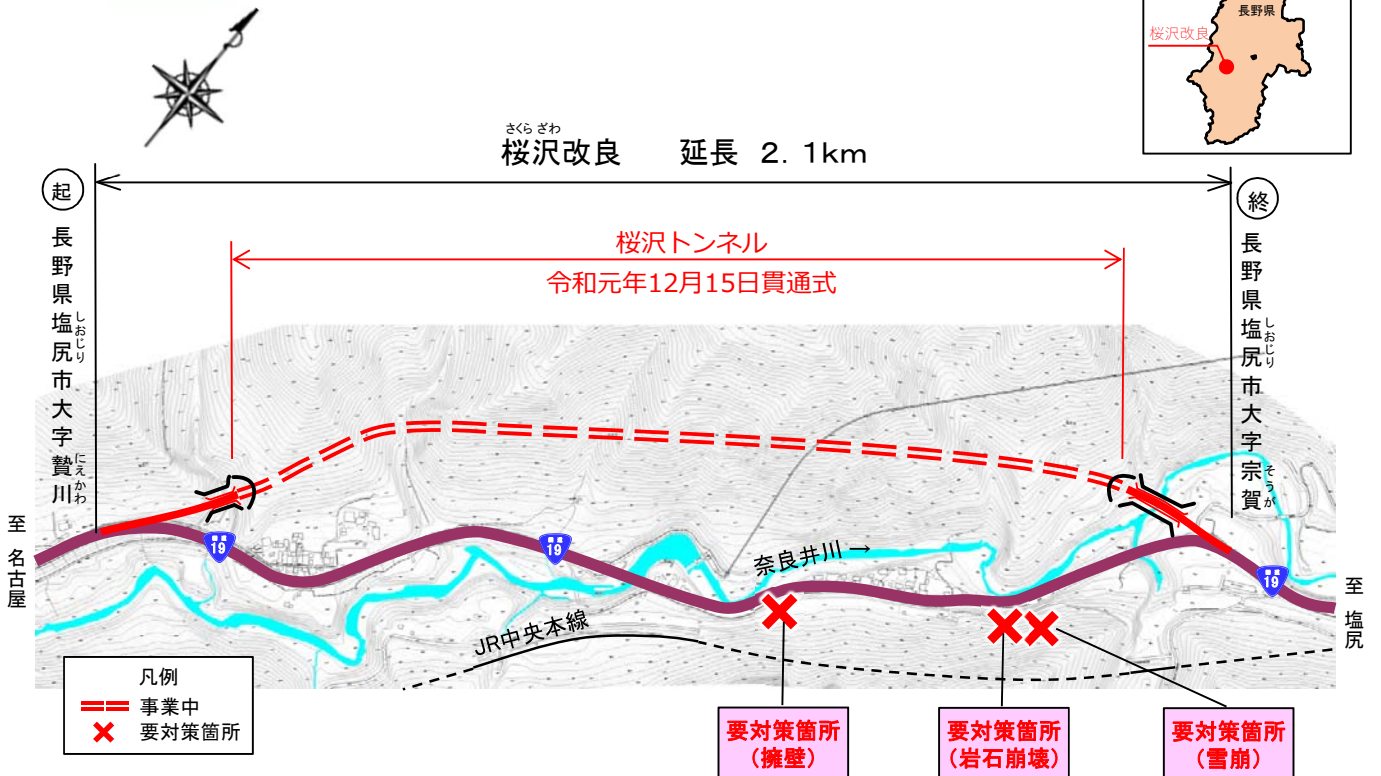 長野県
桜沢改良
さくら ざわ
桜沢改良 延長 2．1km
起
終
長野県塩尻市大字贄川
しおじり
にえかわ
長野県塩尻市大字宗賀
しおじり
そうが
桜沢トンネル
令和元年12月15日貫通式
至 名古屋
至 塩尻
19
19
19
奈良井川 →
JR中央本線
凡例
事業中
要対策箇所
要対策箇所
（擁壁）
要対策箇所
（岩石崩壊）
要対策箇所
（雪崩）